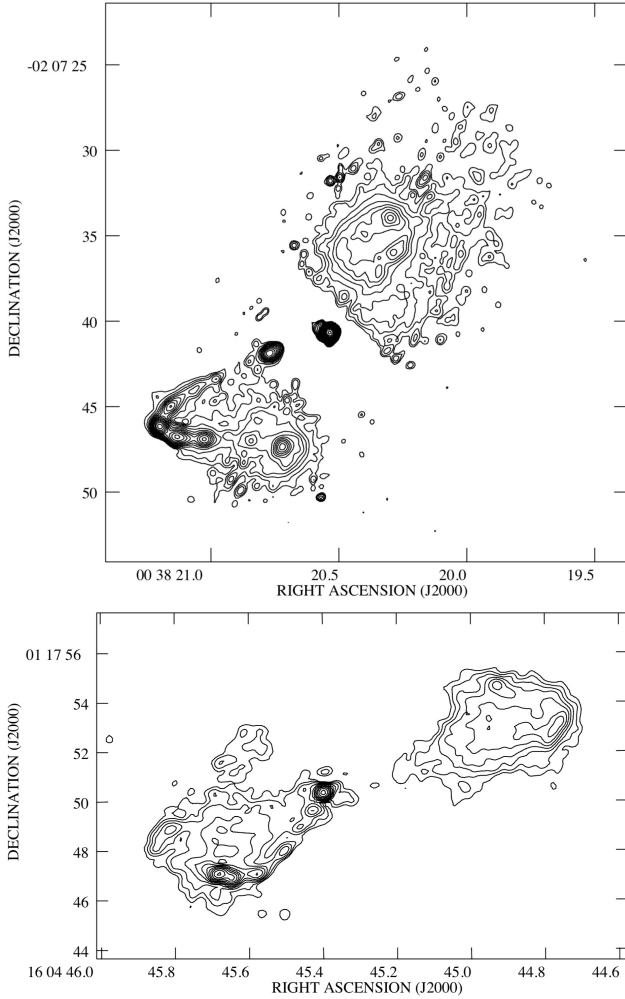 -02 07 25
30
35
40
45
50
DECLINATION (J2000)
00 38 21.0 20.5 20.0 19.5
RIGHT ASCENSION (J2000)
01 17 56
54
52
50
48
46
44
DECLINATION (J2000)
16 04 46.0 45.8 45.6 45.4 45.2 45.0 44.8 44.6
RIGHT ASCENSION (J2000)